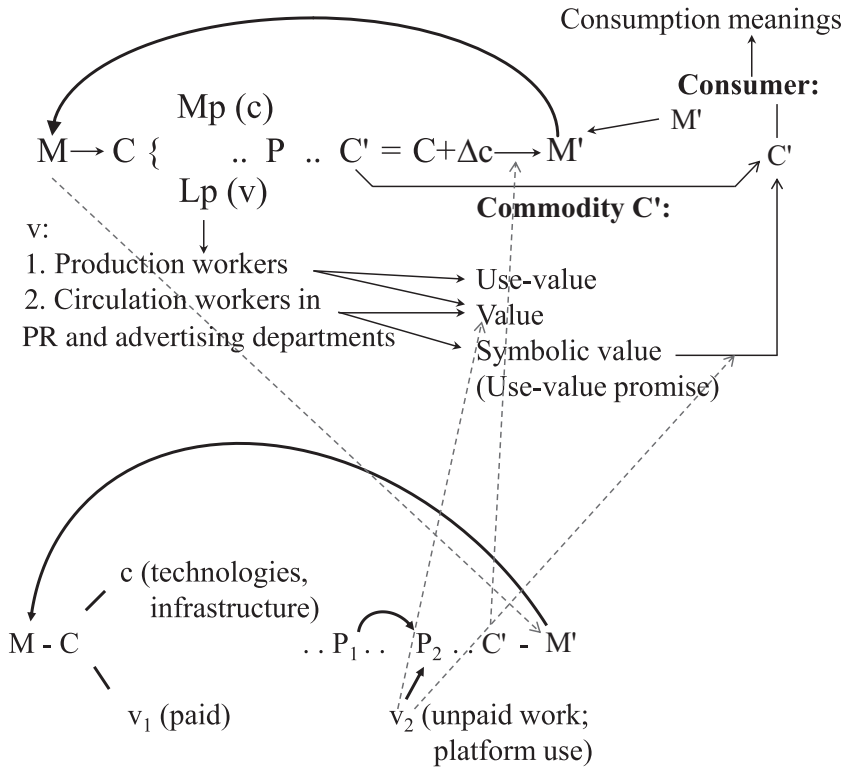 Consumption meanings
Consumer:
Mp (c)
M'
M → C { .. P .. C' = C+Δc → M'
C'
Lp (v)
Commodity C':
v:
1. Production workers
2. Circulation workers in
PR and advertising departments
Use-value
Value
Symbolic value
(Use-value promise)
c (technologies,
infrastructure)
M - C
. . P₁ . . P₂ . . C' - M'
v₁ (paid)
v₂ (unpaid work;
platform use)